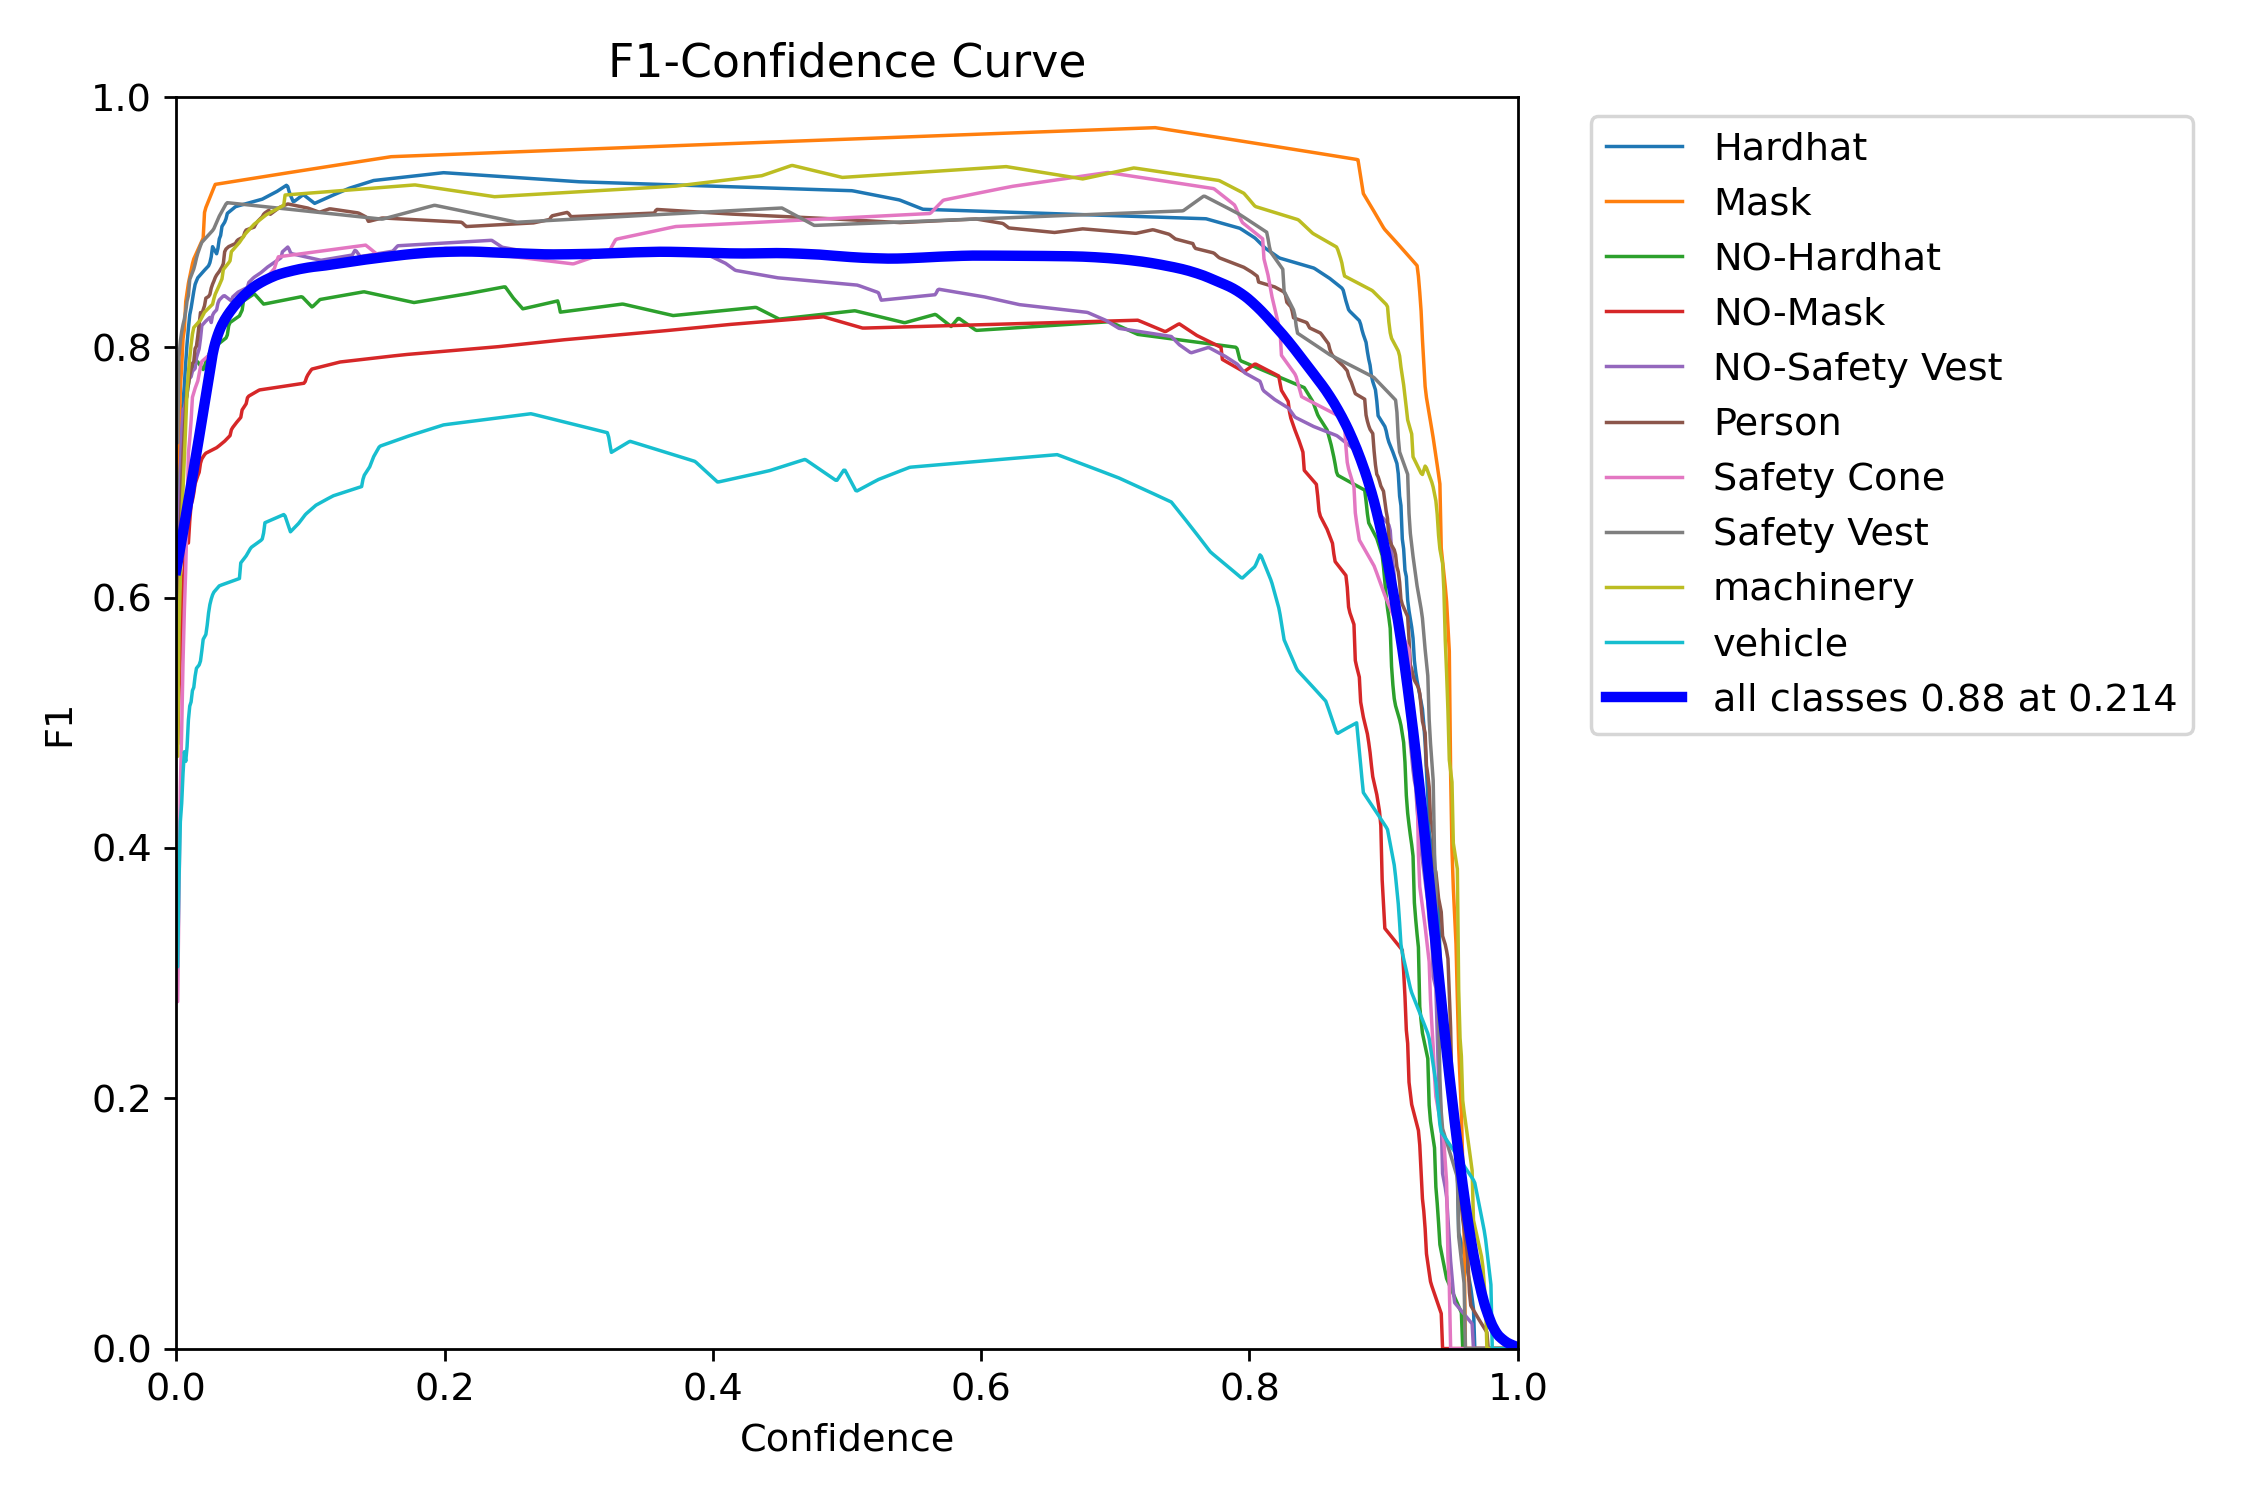 F1-Confidence Curve
1.0
0.8
0.6
0.4
0.2
0.0
F1
0.0 0.2 0.4 0.6 0.8 1.0
Confidence
Hardhat
Mask
NO-Hardhat
NO-Mask
NO-Safety Vest
Person
Safety Cone
Safety Vest
machinery
vehicle
all classes 0.88 at 0.214